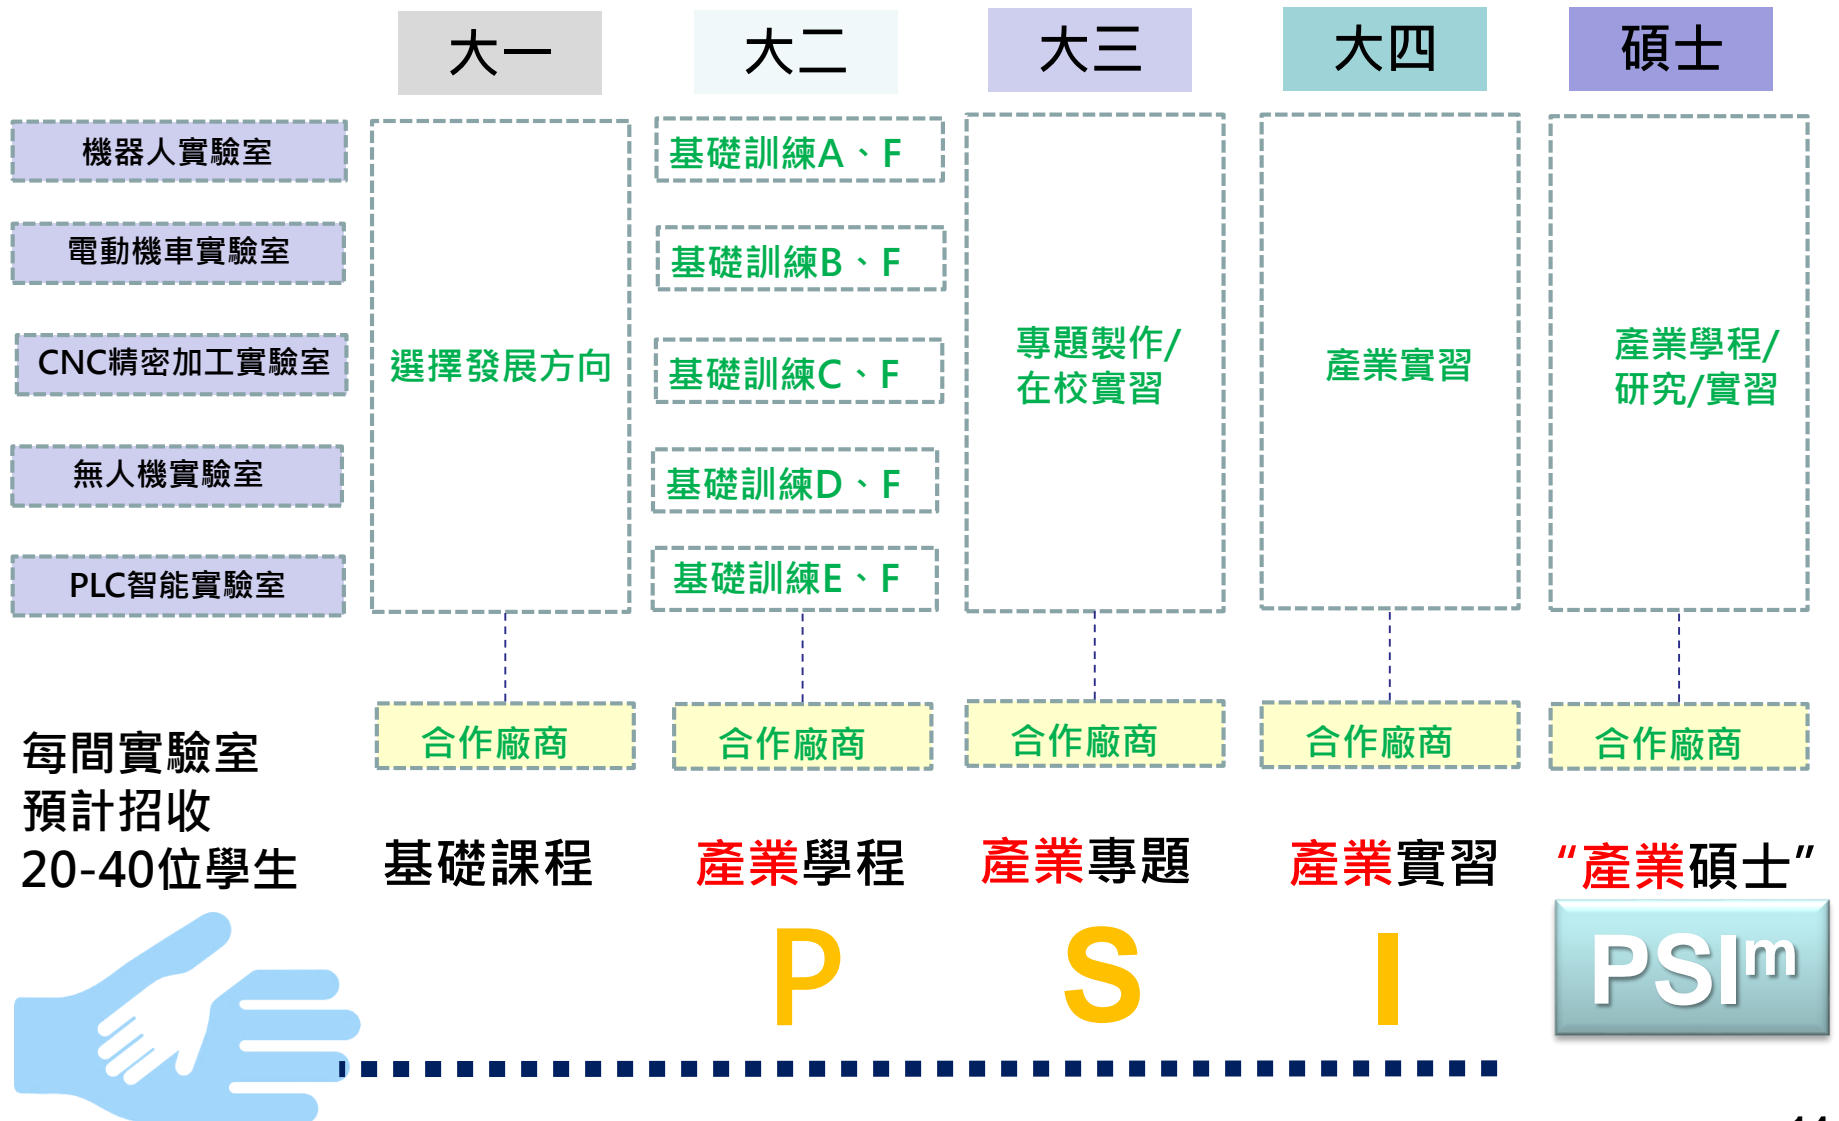 大一
大二
大三
大四
碩士
機器人實驗室
電動機車實驗室
CNC精密加工實驗室
無人機實驗室
PLC智能實驗室
選擇發展方向
基礎訓練A、F
基礎訓練B、F
基礎訓練C、F
基礎訓練D、F
基礎訓練E、F
專題製作/
在校實習
產業實習
產業學程/
研究/實習
合作廠商
合作廠商
合作廠商
合作廠商
合作廠商
每間實驗室
預計招收
20-40位學生
基礎課程
產業學程
產業專題
產業實習
“產業碩士”
P
S
I
PSIm